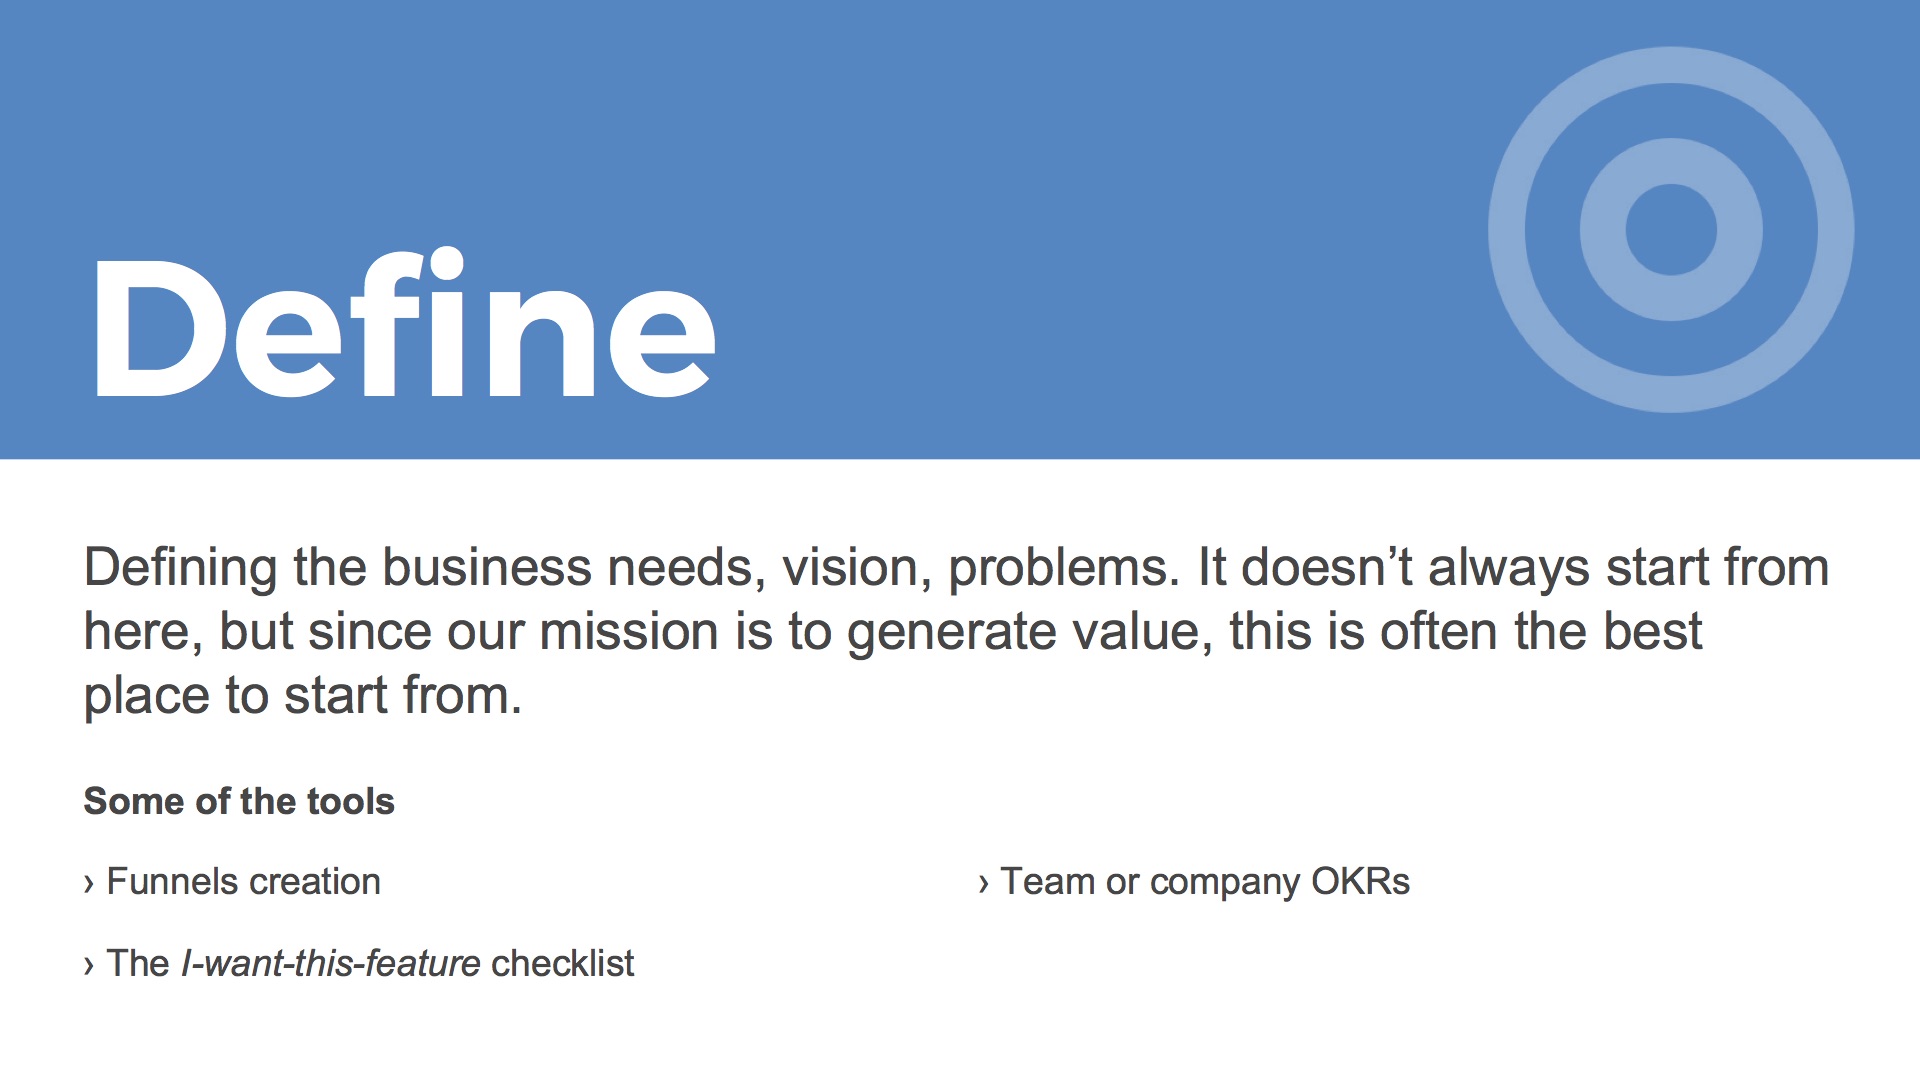 Define
Defining the business needs, vision, problems. It doesn’t always start from
here, but since our mission is to generate value, this is often the best
place to start from.
Some of the tools
› Funnels creation
› The I-want-this-feature checklist
› Team or company OKRs